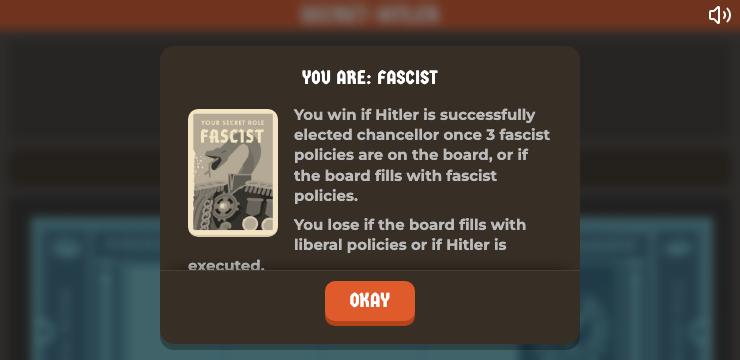 SECRET HITLER
YOU ARE: FASCIST
YOUR SECRET ROLE
FASCIST
You win if Hitler is successfully
elected chancellor once 3 fascist
policies are on the board, or if
the board fills with fascist
policies.
You lose if the board fills with
liberal policies or if Hitler is
executed.
OKAY